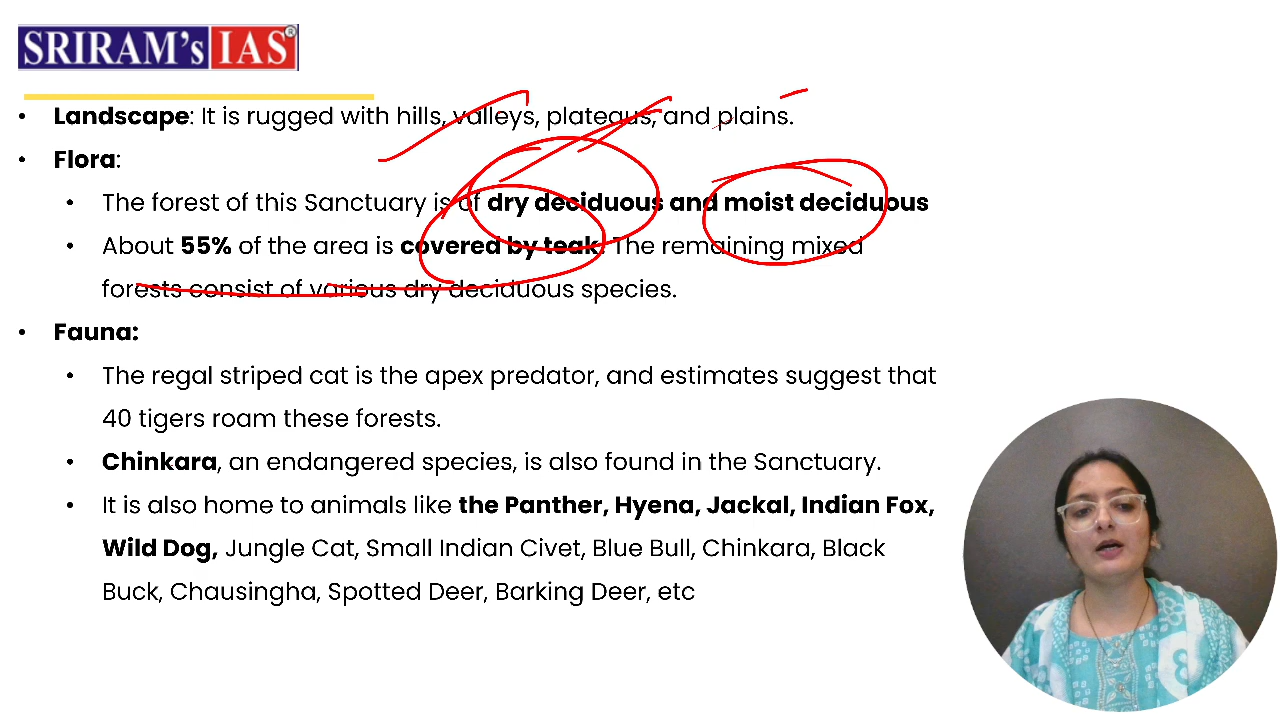 SRIRAM's IAS®
• Landscape: It is rugged with hills, valleys, plateaus, and plains.
• Flora:
• The forest of this Sanctuary is of dry deciduous and moist deciduous
• About 55% of the area is covered by teak. The remaining mixed
forests consist of various dry deciduous species.
• Fauna:
• The regal striped cat is the apex predator, and estimates suggest that
40 tigers roam these forests.
• Chinkara, an endangered species, is also found in the Sanctuary.
• It is also home to animals like the Panther, Hyena, Jackal, Indian Fox,
Wild Dog, Jungle Cat, Small Indian Civet, Blue Bull, Chinkara, Black
Buck, Chausingha, Spotted Deer, Barking Deer, etc